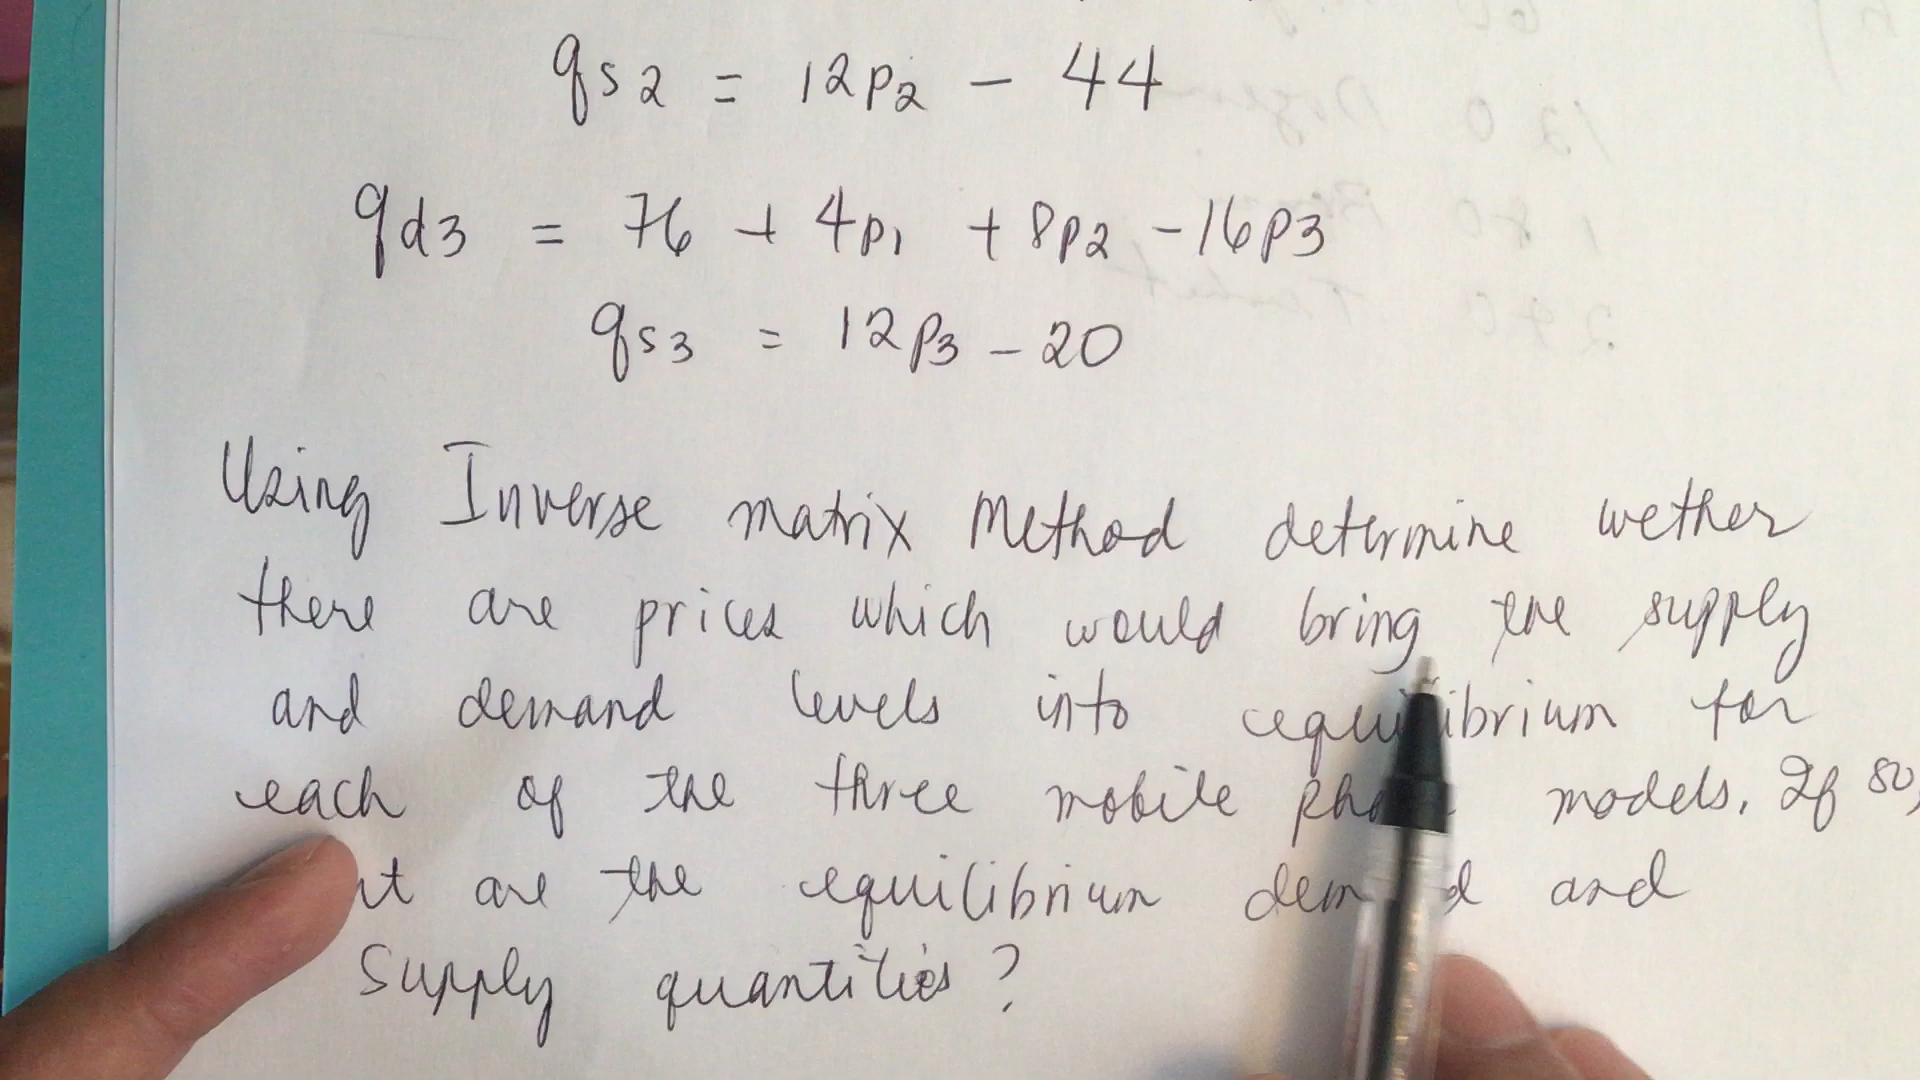 qs2 = 12p2 - 44
qd3 = 76 + 4p1 + 8p2 - 16p3
qs3 = 12p3 - 20
Using Inverse matrix Method determine wether
there are prices which would bring the supply
and demand levels into equilibrium for
each of the three mobile models. If so,
are the equilibrium and
supply quantities?